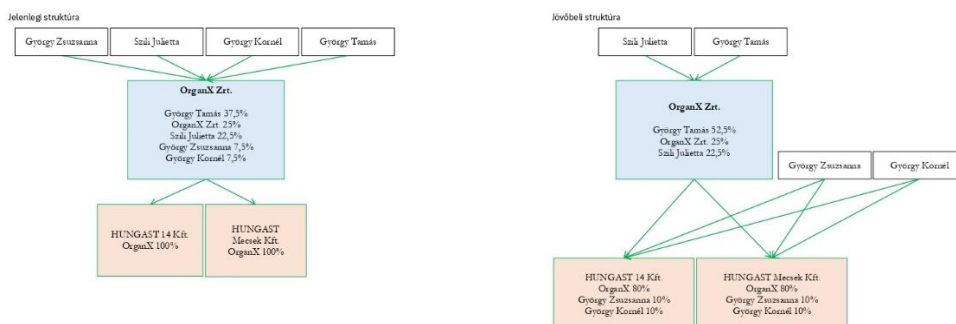 Jelenlegi struktúra
György Zsuzsanna
Szili Julietta
György Kornél
György Tamás
OrganX Zrt.
György Tamás 37,5%
OrganX Zrt. 25%
Szili Julietta 22,5%
György Zsuzsanna 7,5%
György Kornél 7,5%
HUNGAST 14 Kft.
OrganX 100%
HUNGAST
Mecsek Kft.
OrganX 100%
Jövőbeli struktúra
Szili Julietta
György Tamás
OrganX Zrt.
György Tamás 52,5%
OrganX Zrt. 25%
Szili Julietta 22,5%
György Zsuzsanna
György Kornél
HUNGAST 14 Kft.
OrganX 80%
György Zsuzsanna 10%
György Kornél 10%
HUNGAST Mecsek Kft.
OrganX 80%
György Zsuzsanna 10%
György Kornél 10%